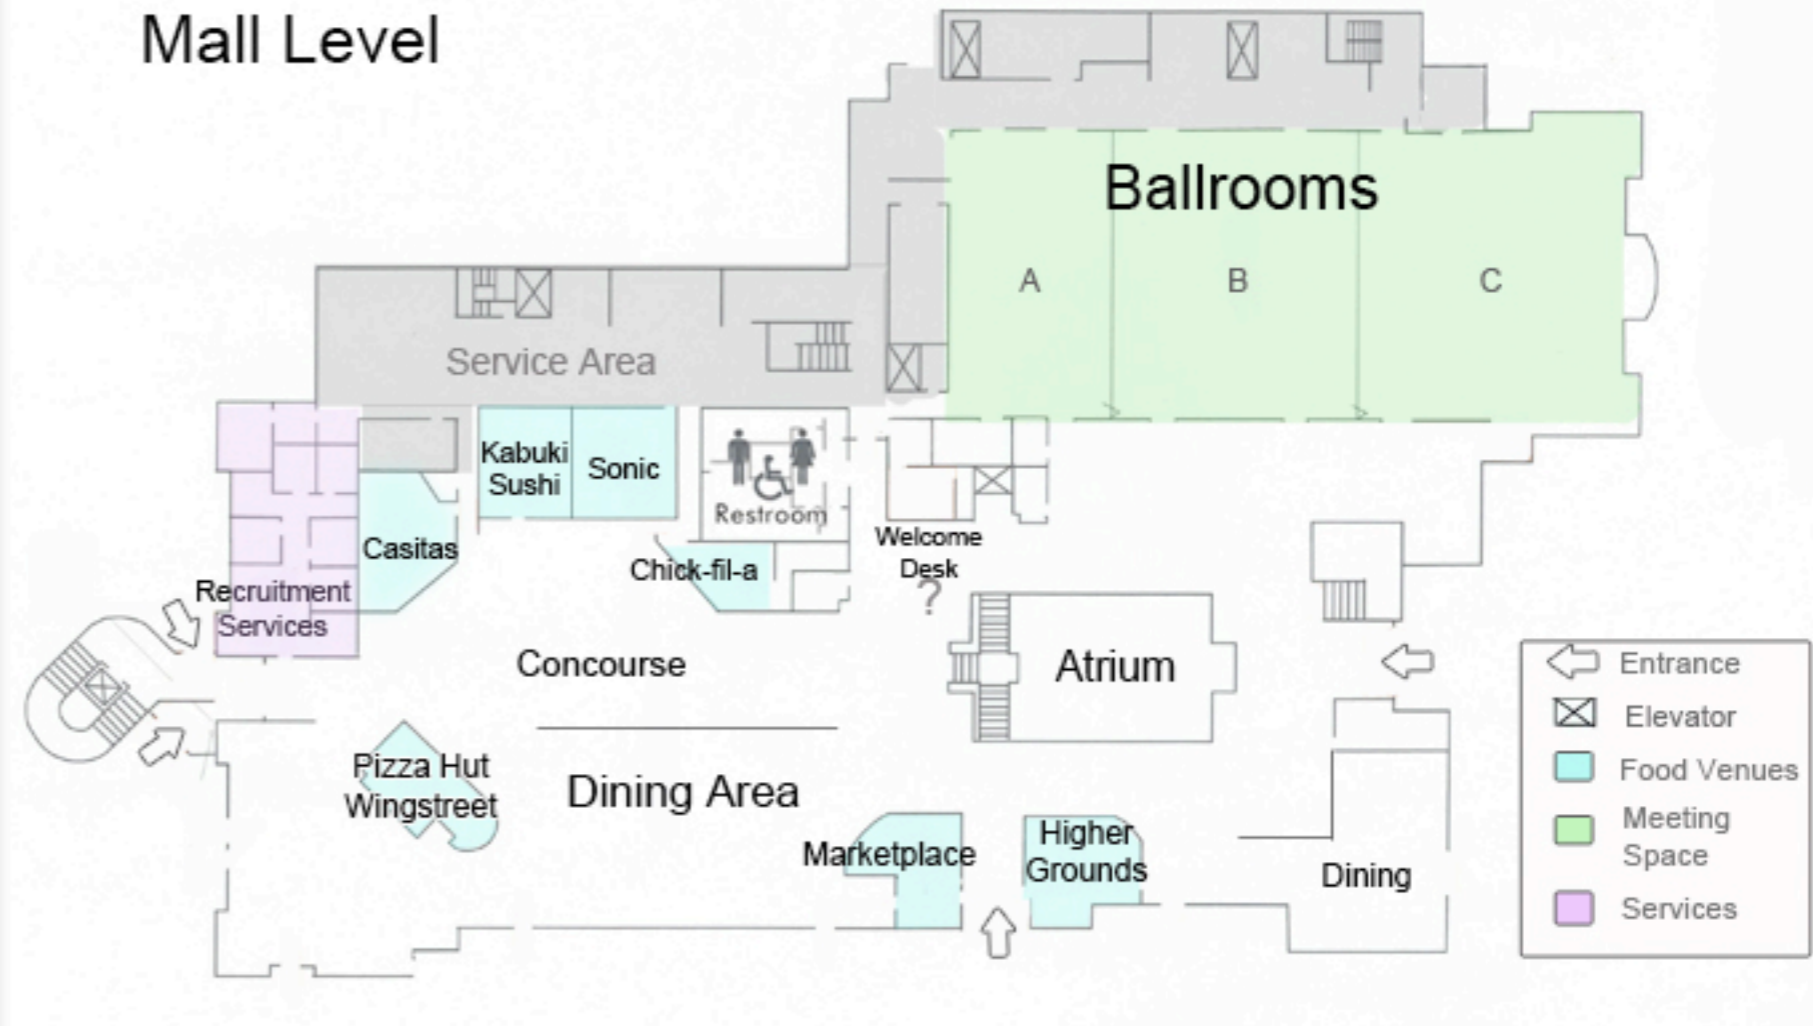 Mall Level
Ballrooms
A
B
C
Service Area
Kabuki
Sushi
Sonic
Restroom
Casitas
Chick-fil-a
Welcome
Desk
?
Recruitment
Services
Concourse
Atrium
Pizza Hut
Wingstreet
Dining Area
Marketplace
Higher
Grounds
Dining
Entrance
Elevator
Food Venues
Meeting
Space
Services